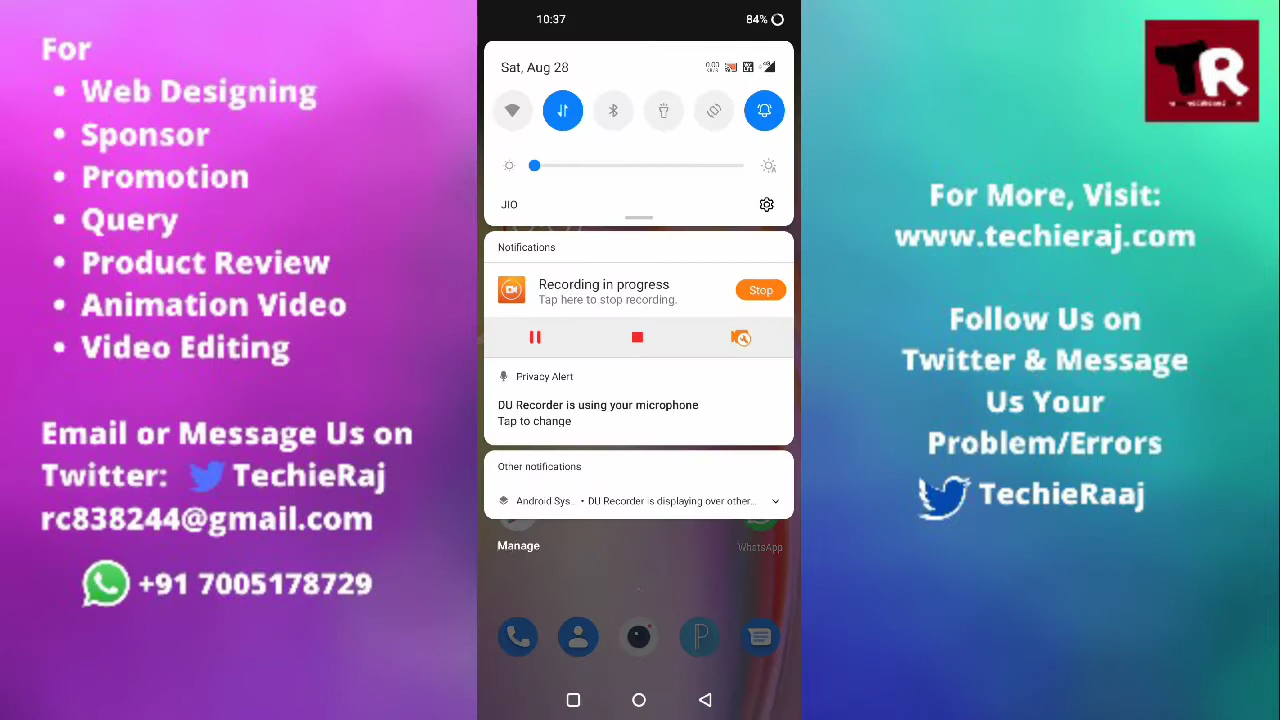 For
• Web Designing
• Sponsor
• Promotion
• Query
• Product Review
• Animation Video
• Video Editing
Email or Message Us on
Twitter: TechieRaj
rc838244@gmail.com
+91 7005178729
10:37
84%
Sat, Aug 28
0.00
JIO
Notifications
Recording in progress
Tap here to stop recording.
Stop
Privacy Alert
DU Recorder is using your microphone
Tap to change
Other notifications
Android Sys... • DU Recorder is displaying over other...
Manage
WhatsApp
TR
For More, Visit:
www.techieraj.com
Follow Us on
Twitter & Message
Us Your
Problem/Errors
TechieRaaj